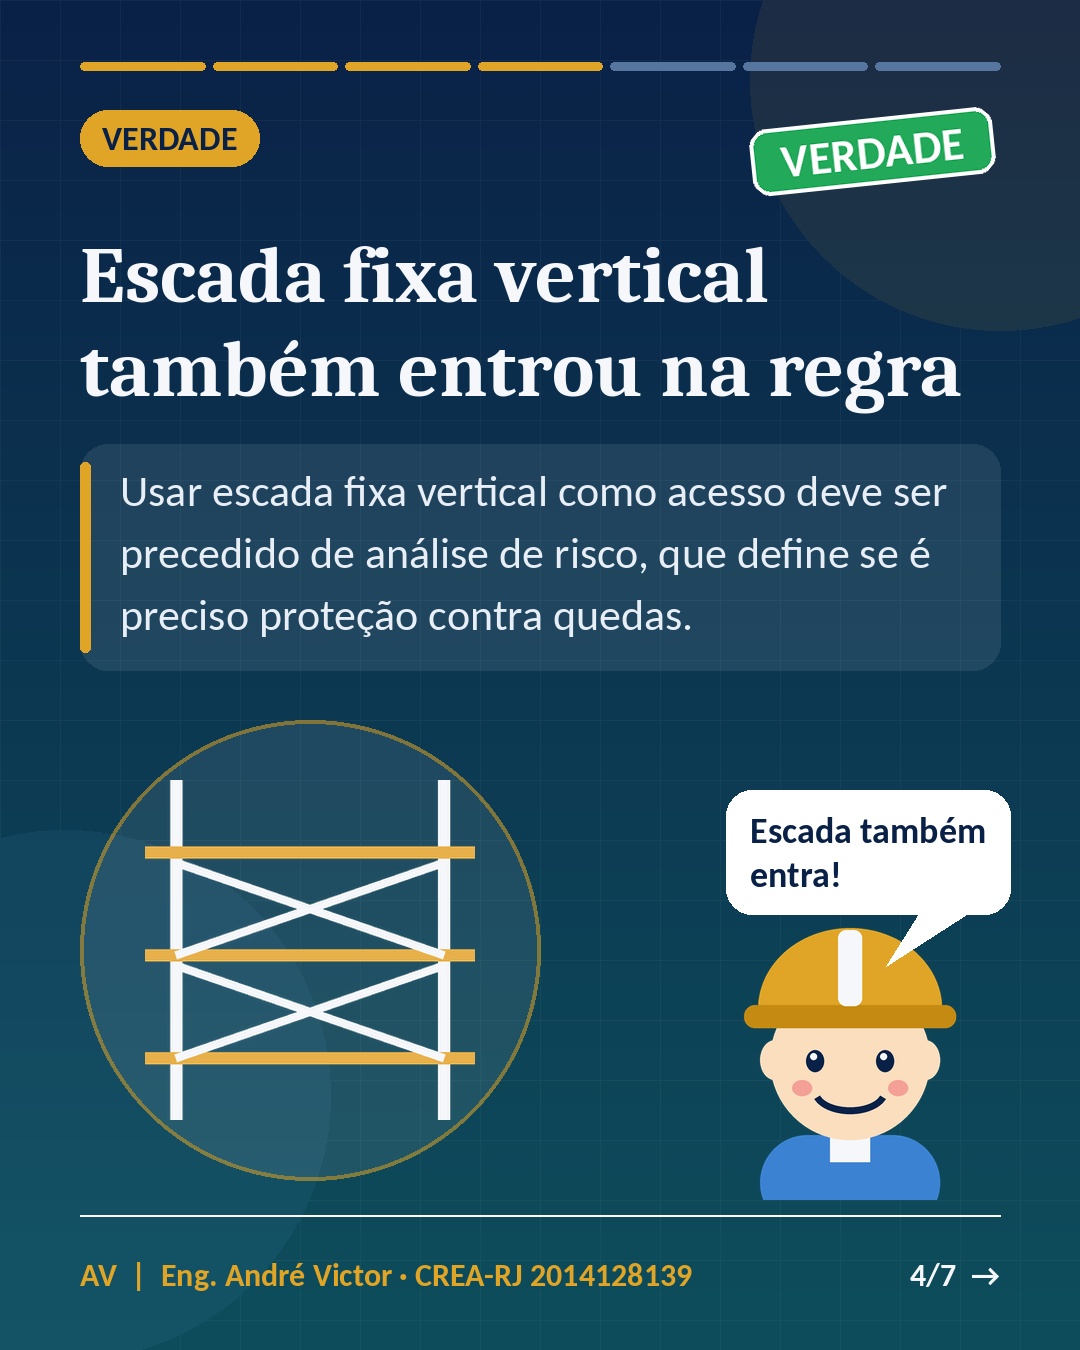 VERDADE
VERDADE
Escada fixa vertical
também entrou na regra
Usar escada fixa vertical como acesso deve ser
precedido de análise de risco, que define se é
preciso proteção contra quedas.
Escada também
entra!
AV | Eng. André Victor · CREA-RJ 2014128139
4/7 →